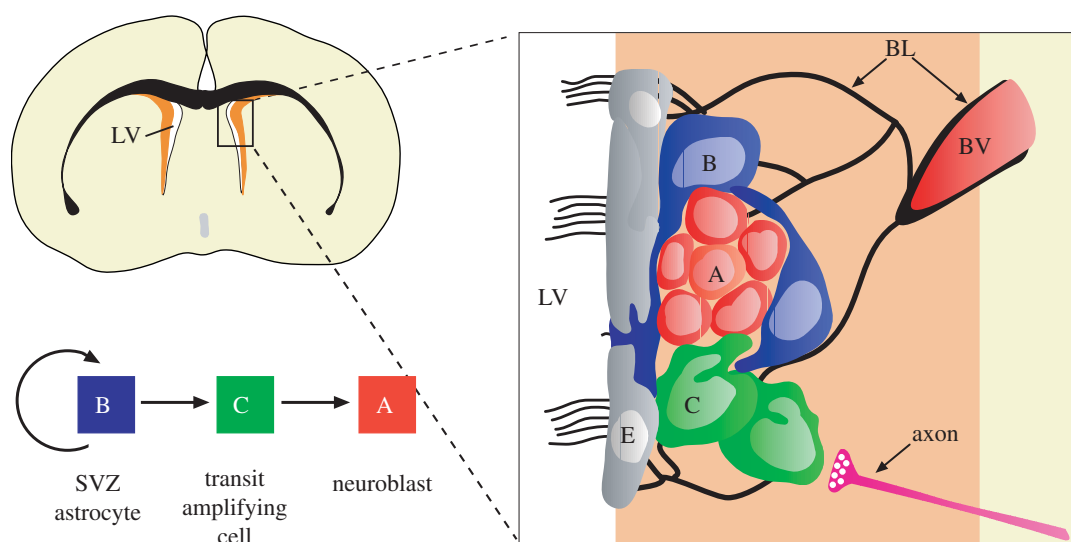 LV
B
C
A
SVZ
astrocyte
transit
amplifying
cell
neuroblast
BL
BV
B
A
LV
C
E
axon